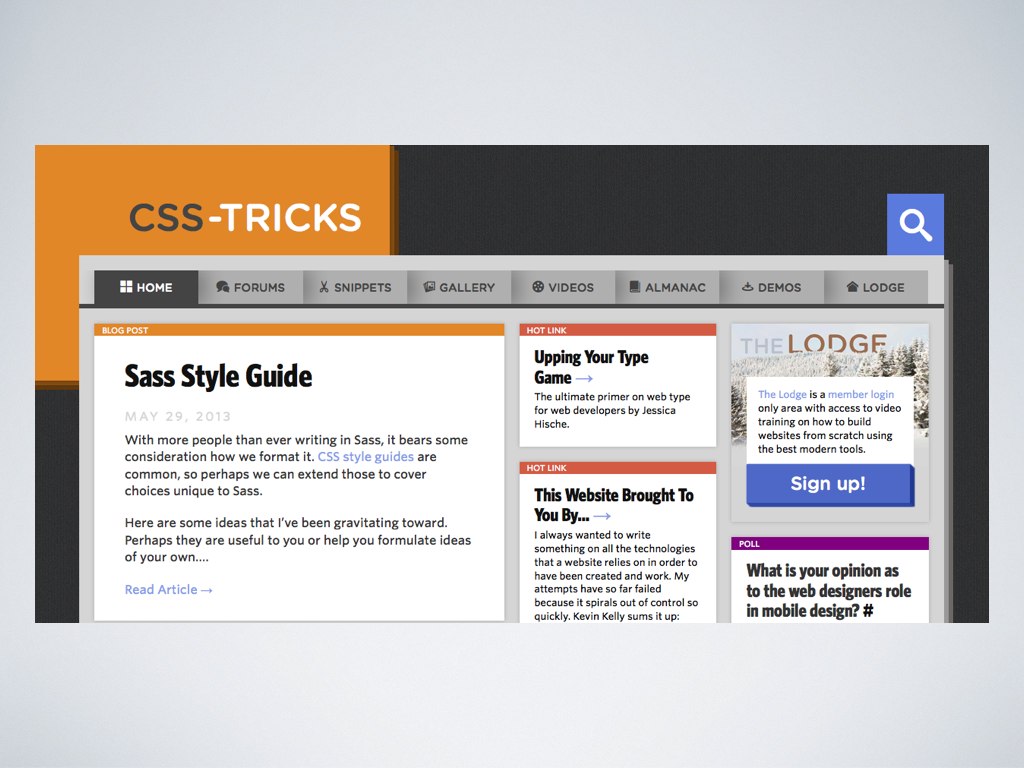 CSS-TRICKS
HOME
FORUMS
SNIPPETS
GALLERY
VIDEOS
ALMANAC
DEMOS
LODGE
BLOG POST
Sass Style Guide
MAY 29, 2013
With more people than ever writing in Sass, it bears some
consideration how we format it. CSS style guides are
common, so perhaps we can extend those to cover
choices unique to Sass.
Here are some ideas that I've been gravitating toward.
Perhaps they are useful to you or help you formulate ideas
of your own....
Read Article →
HOT LINK
Upping Your Type
Game →
The ultimate primer on web type
for web developers by Jessica
Hische.
HOT LINK
This Website Brought To
You By... →
I always wanted to write
something on all the technologies
that a website relies on in order to
have been created and work. My
attempts have so far failed
because it spirals out of control so
quickly. Kevin Kelly sums it up:
THE LODGE
The Lodge is a member login
only area with access to video
training on how to build
websites from scratch using
the best modern tools.
Sign up!
POLL
What is your opinion as
to the web designers role
in mobile design? #